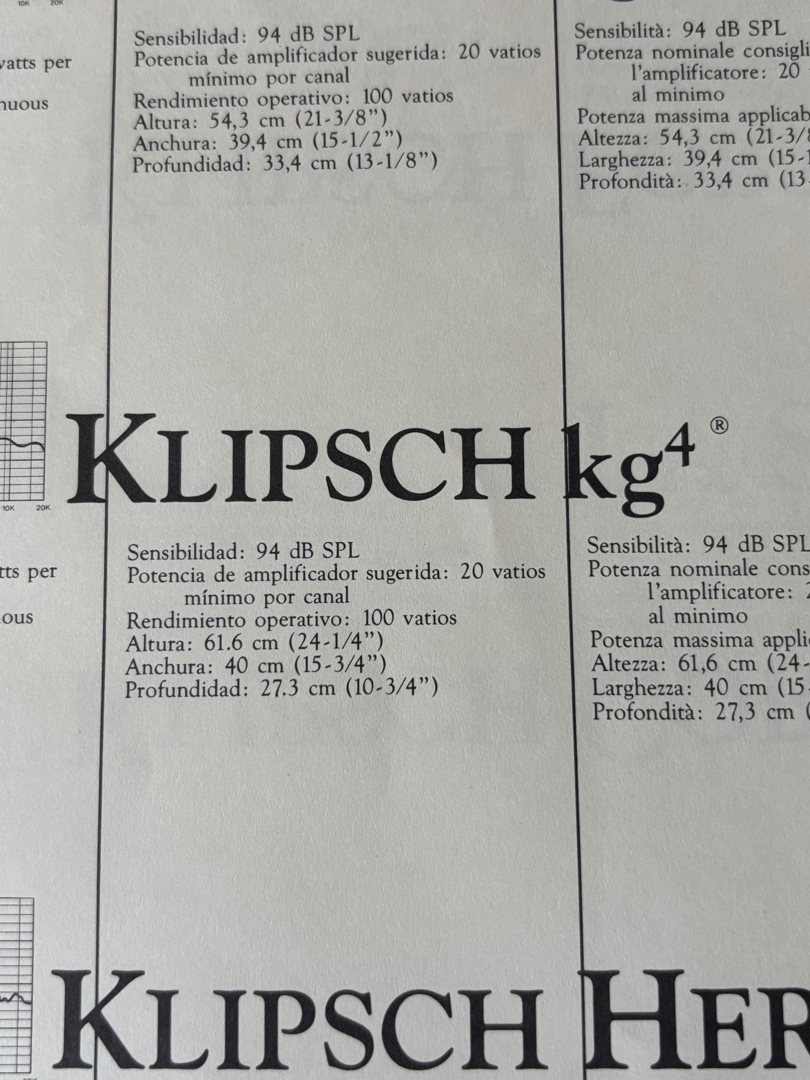 10K 20K
watts per
nuous
Sensibilidad: 94 dB SPL
Potencia de amplificador sugerida: 20 vatios
mínimo por canal
Rendimiento operativo: 100 vatios
Altura: 54,3 cm (21-3/8”)
Anchura: 39,4 cm (15-1/2”)
Profundidad: 33,4 cm (13-1/8”)
Sensibilità: 94 dB SPL
Potenza nominale consigli
l’amplificatore: 20
al minimo
Potenza massima applicab
Altezza: 54,3 cm (21-3/8
Larghezza: 39,4 cm (15-1
Profondità: 33,4 cm (13
KLIPSCH kg⁴ ®
10K 20K
tts per
ous
Sensibilidad: 94 dB SPL
Potencia de amplificador sugerida: 20 vatios
mínimo por canal
Rendimiento operativo: 100 vatios
Altura: 61.6 cm (24-1/4”)
Anchura: 40 cm (15-3/4”)
Profundidad: 27.3 cm (10-3/4”)
Sensibilità: 94 dB SPL
Potenza nominale cons
l’amplificatore: 2
al minimo
Potenza massima appli
Altezza: 61,6 cm (24-
Larghezza: 40 cm (15
Profondità: 27,3 cm (
KLIPSCH HER